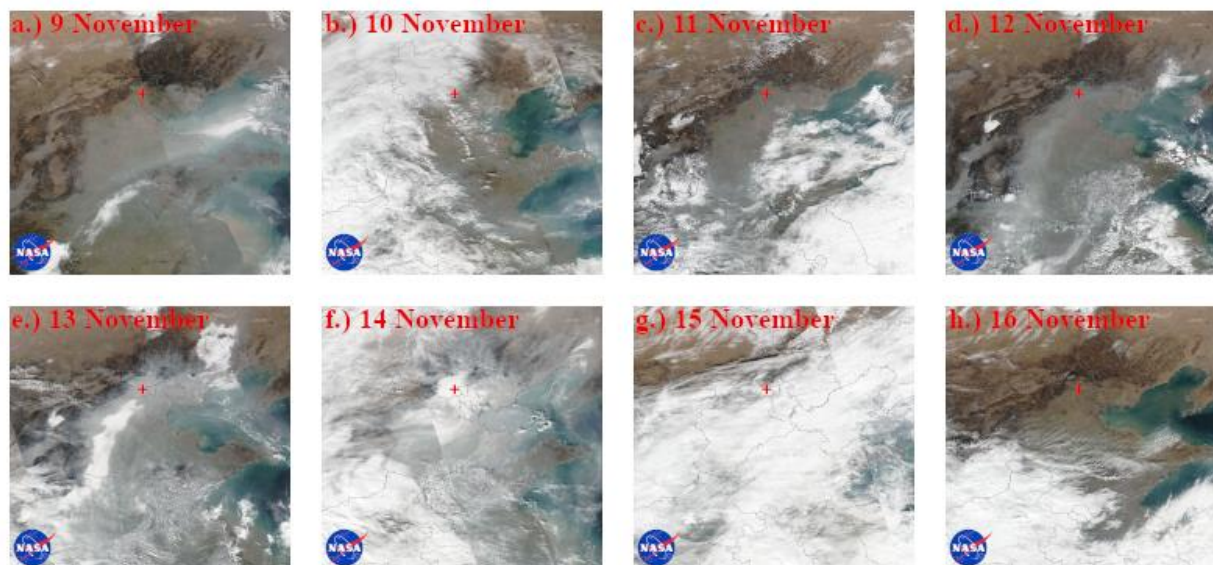 a.) 9 November
b.) 10 November
c.) 11 November
d.) 12 November
NASA
NASA
NASA
NASA
e.) 13 November
f.) 14 November
g.) 15 November
h.) 16 November
NASA
NASA
NASA
NASA